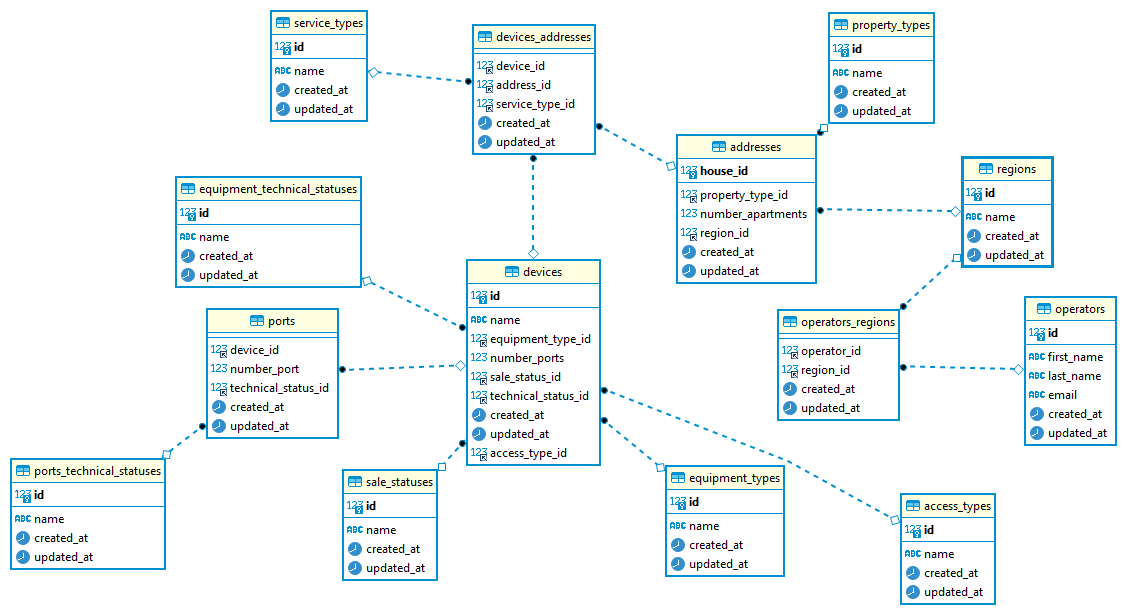 service_types
123 id
ABC name
created_at
updated_at
devices_addresses
123 device_id
123 address_id
123 service_type_id
created_at
updated_at
property_types
123 id
ABC name
created_at
updated_at
addresses
123 house_id
123 property_type_id
123 number_apartments
123 region_id
created_at
updated_at
regions
123 id
ABC name
created_at
updated_at
equipment_technical_statuses
123 id
ABC name
created_at
updated_at
devices
123 id
ABC name
123 equipment_type_id
123 number_ports
123 sale_status_id
123 technical_status_id
created_at
updated_at
123 access_type_id
ports
123 device_id
123 number_port
123 technical_status_id
created_at
updated_at
operators_regions
123 operator_id
123 region_id
created_at
updated_at
operators
123 id
ABC first_name
ABC last_name
ABC email
created_at
updated_at
ports_technical_statuses
123 id
ABC name
created_at
updated_at
sale_statuses
123 id
ABC name
created_at
updated_at
equipment_types
123 id
ABC name
created_at
updated_at
access_types
123 id
ABC name
created_at
updated_at